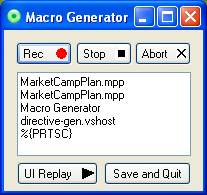 Macro Generator
Rec Stop Abort
MarketCampPlan.mpp
MarketCampPlan.mpp
Macro Generator
directive-gen.vshost
%{PRTSC}
UI Replay Save and Quit